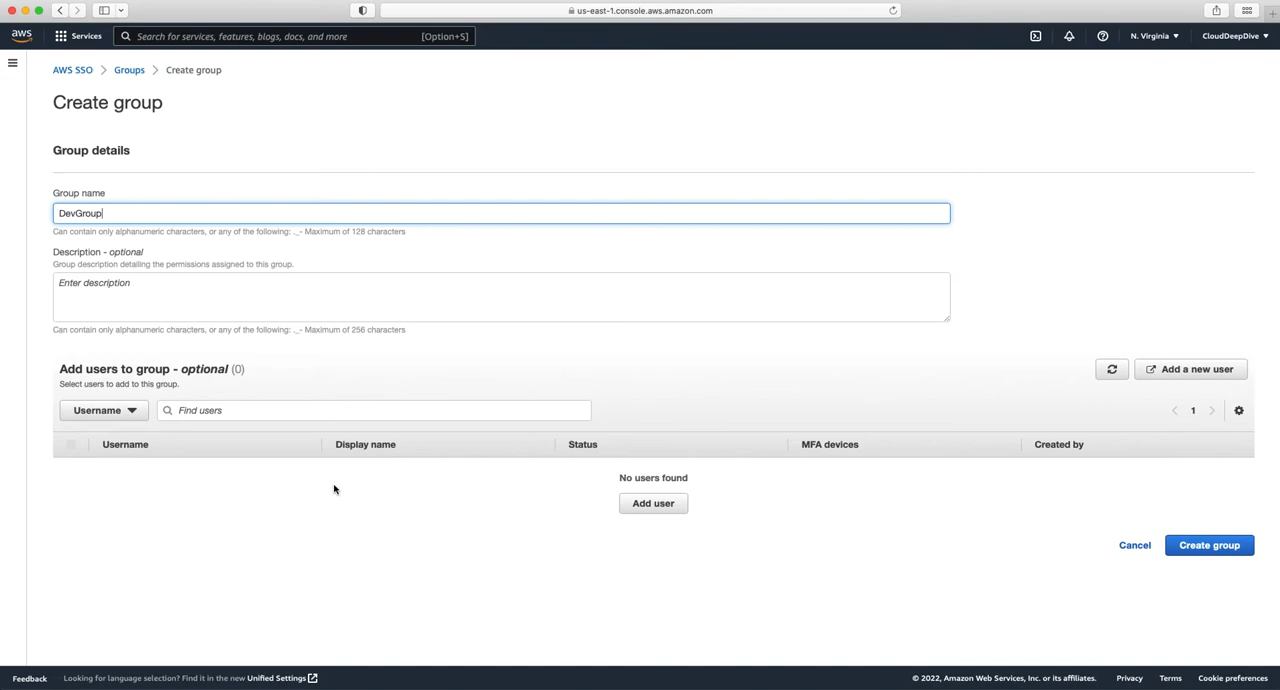 us-east-1.console.aws.amazon.com
aws
Services
Search for services, features, blogs, docs, and more
[Option+S]
N. Virginia
CloudDeepDive
AWS SSO
Groups
Create group
Create group
Group details
Group name
DevGroup
Can contain only alphanumeric characters, or any of the following: ._- Maximum of 128 characters
Description - optional
Group description detailing the permissions assigned to this group.
Enter description
Can contain only alphanumeric characters, or any of the following: ._- Maximum of 256 characters
Add users to group - optional (0)
Add a new user
Select users to add to this group.
Username
Find users
1
Username
Display name
Status
MFA devices
Created by
No users found
Add user
Cancel
Create group
Feedback
Looking for language selection? Find it in the new Unified Settings
© 2022, Amazon Web Services, Inc. or its affiliates.
Privacy
Terms
Cookie preferences